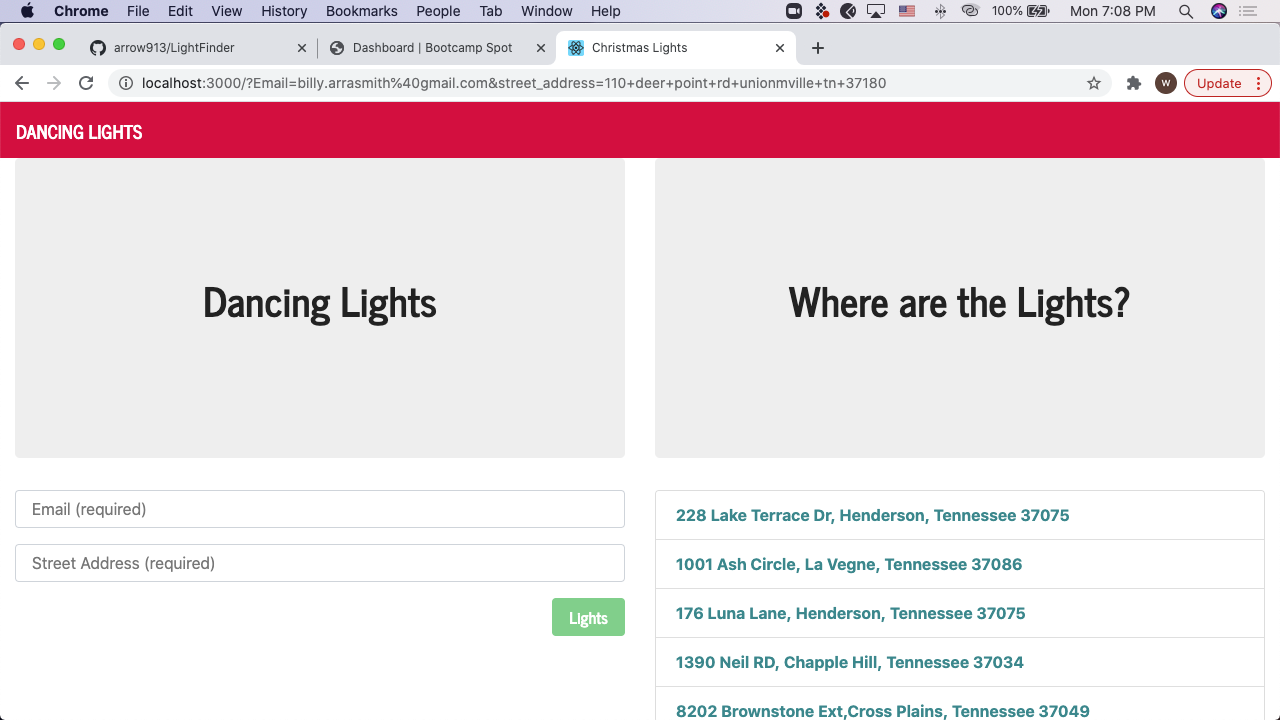 Chrome File Edit View History Bookmarks People Tab Window Help 100% Mon 7:08 PM
arrow913/LightFinder Dashboard | Bootcamp Spot Christmas Lights
localhost:3000/?Email=billy.arrasmith%40gmail.com&street_address=110+deer+point+rd+unionmville+tn+37180 W Update
DANCING LIGHTS
Dancing Lights
Where are the Lights?
Email (required)
Street Address (required)
Lights
228 Lake Terrace Dr, Henderson, Tennessee 37075
1001 Ash Circle, La Vegne, Tennessee 37086
176 Luna Lane, Henderson, Tennessee 37075
1390 Neil RD, Chapple Hill, Tennessee 37034
8202 Brownstone Ext,Cross Plains, Tennessee 37049